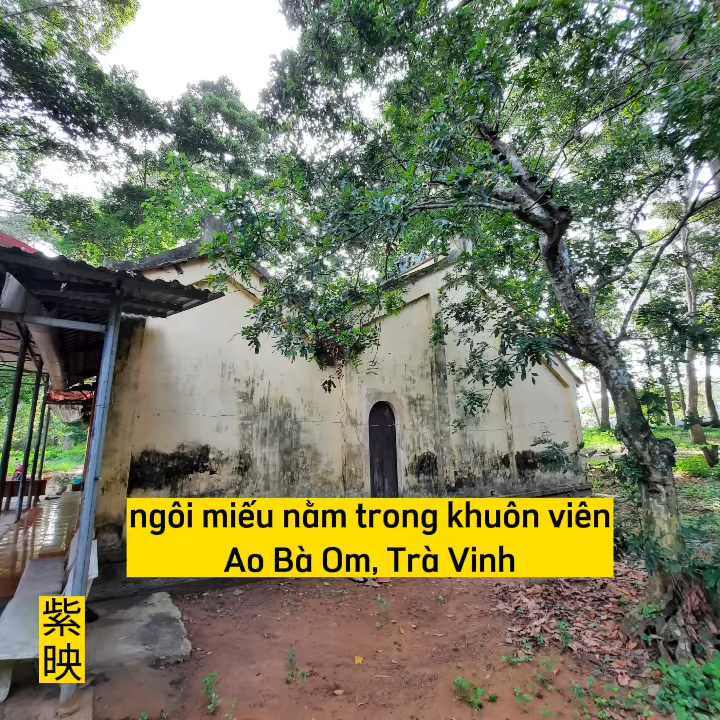 ngôi miếu nằm trong khuôn viên
Ao Bà Om, Trà Vinh
紫
映